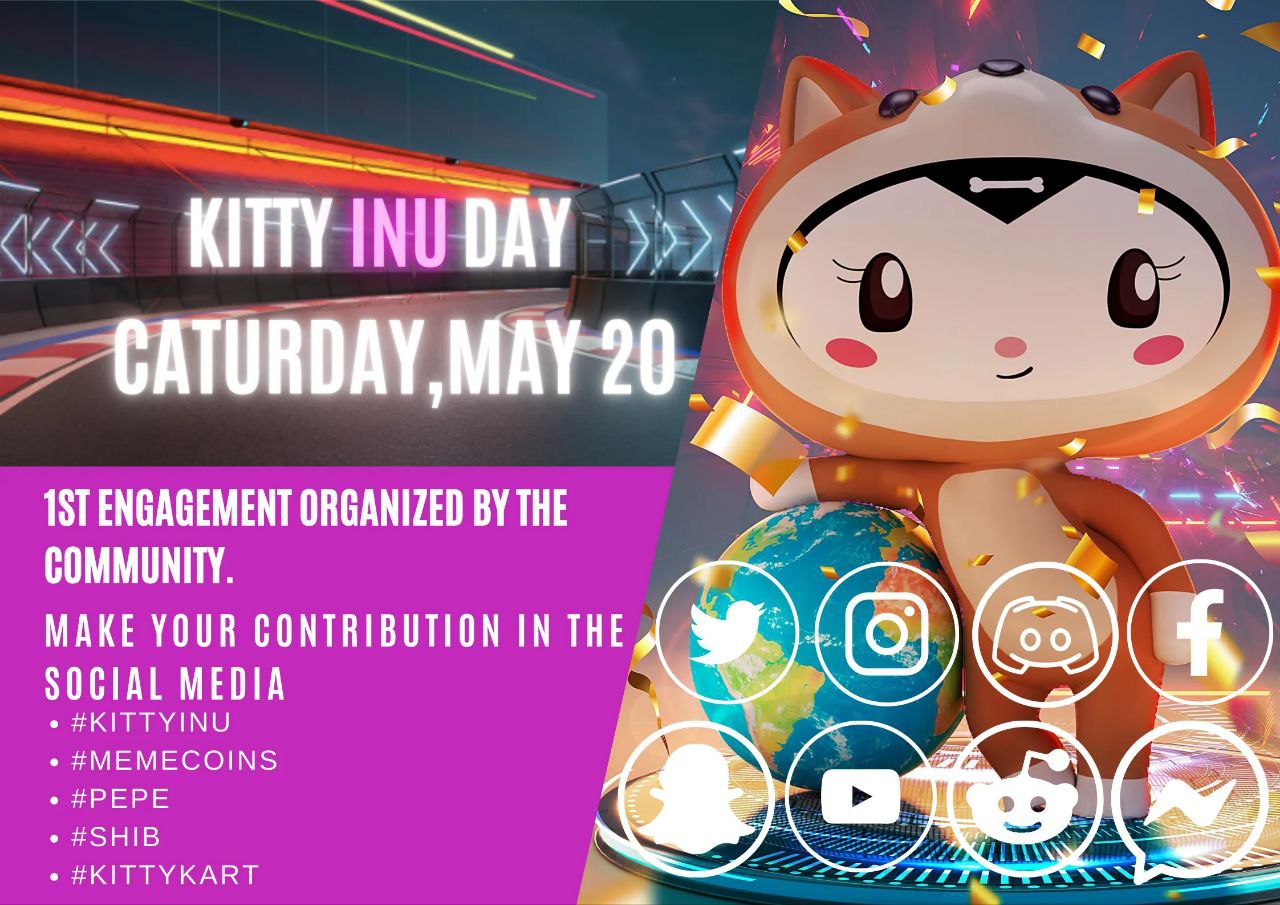 KITTY INU DAY
CATURDAY,MAY 20
1ST ENGAGEMENT ORGANIZED BY THE
COMMUNITY.
MAKE YOUR CONTRIBUTION IN THE
SOCIAL MEDIA
• #KITTYINU
• #MEMECOINS
• #PEPE
• #SHIB
• #KITTYKART